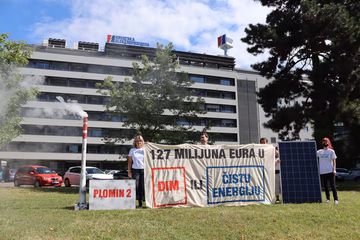 127 MILIJUNA EURA U
DIM ILI ČISTU
ENERGIJU
PLOMIN 2